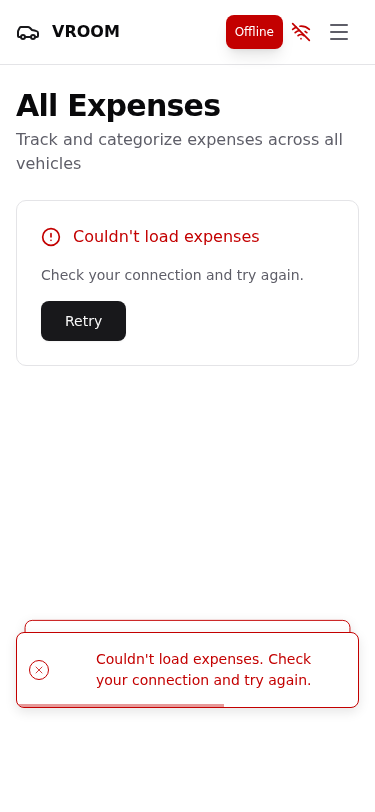 VROOM
Offline
All Expenses
Track and categorize expenses across all
vehicles
Couldn't load expenses
Check your connection and try again.
Retry
Couldn't load expenses. Check
your connection and try again.